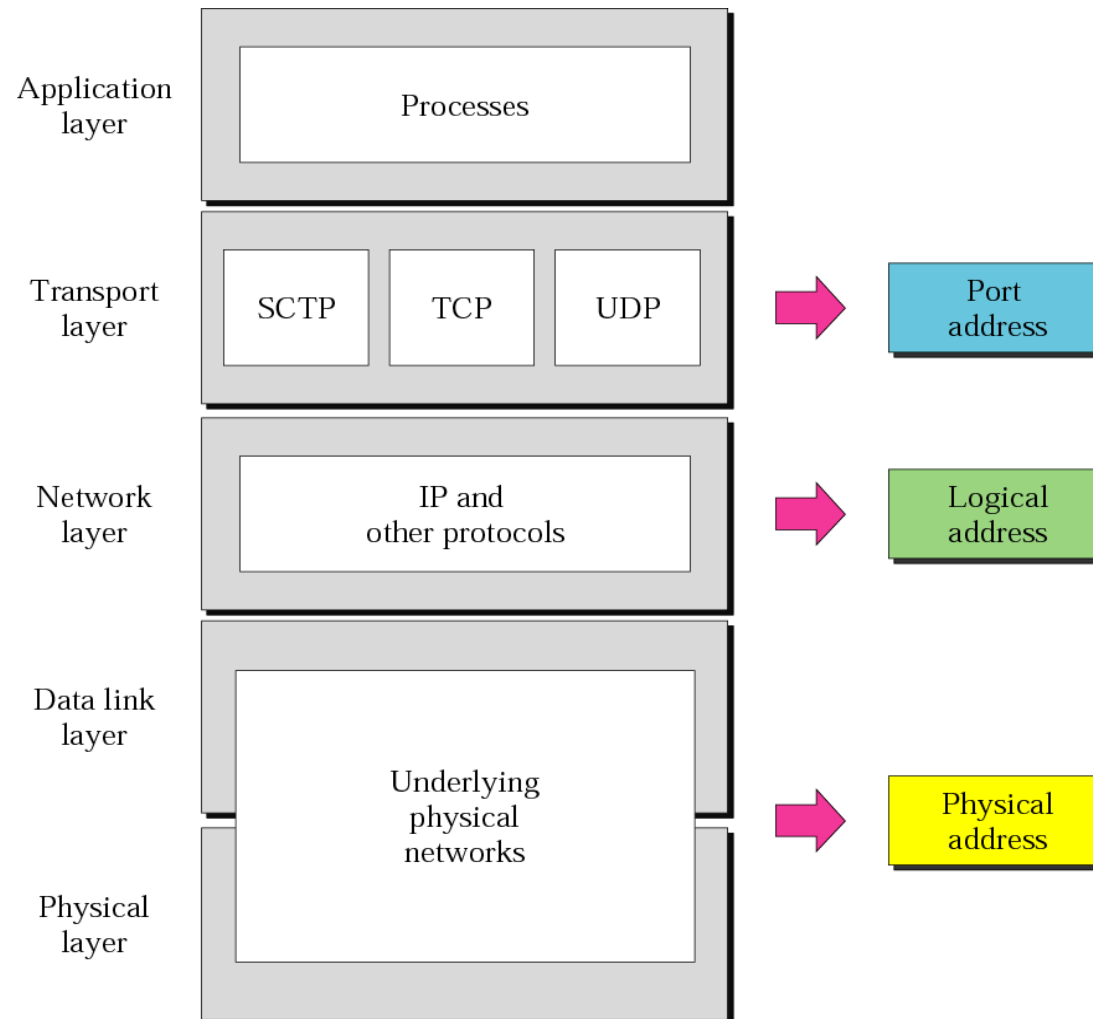 Application
layer
Processes
Transport
layer
SCTP
TCP
UDP
Port
address
Network
layer
IP and
other protocols
Logical
address
Data link
layer
Underlying
physical
networks
Physical
address
Physical
layer